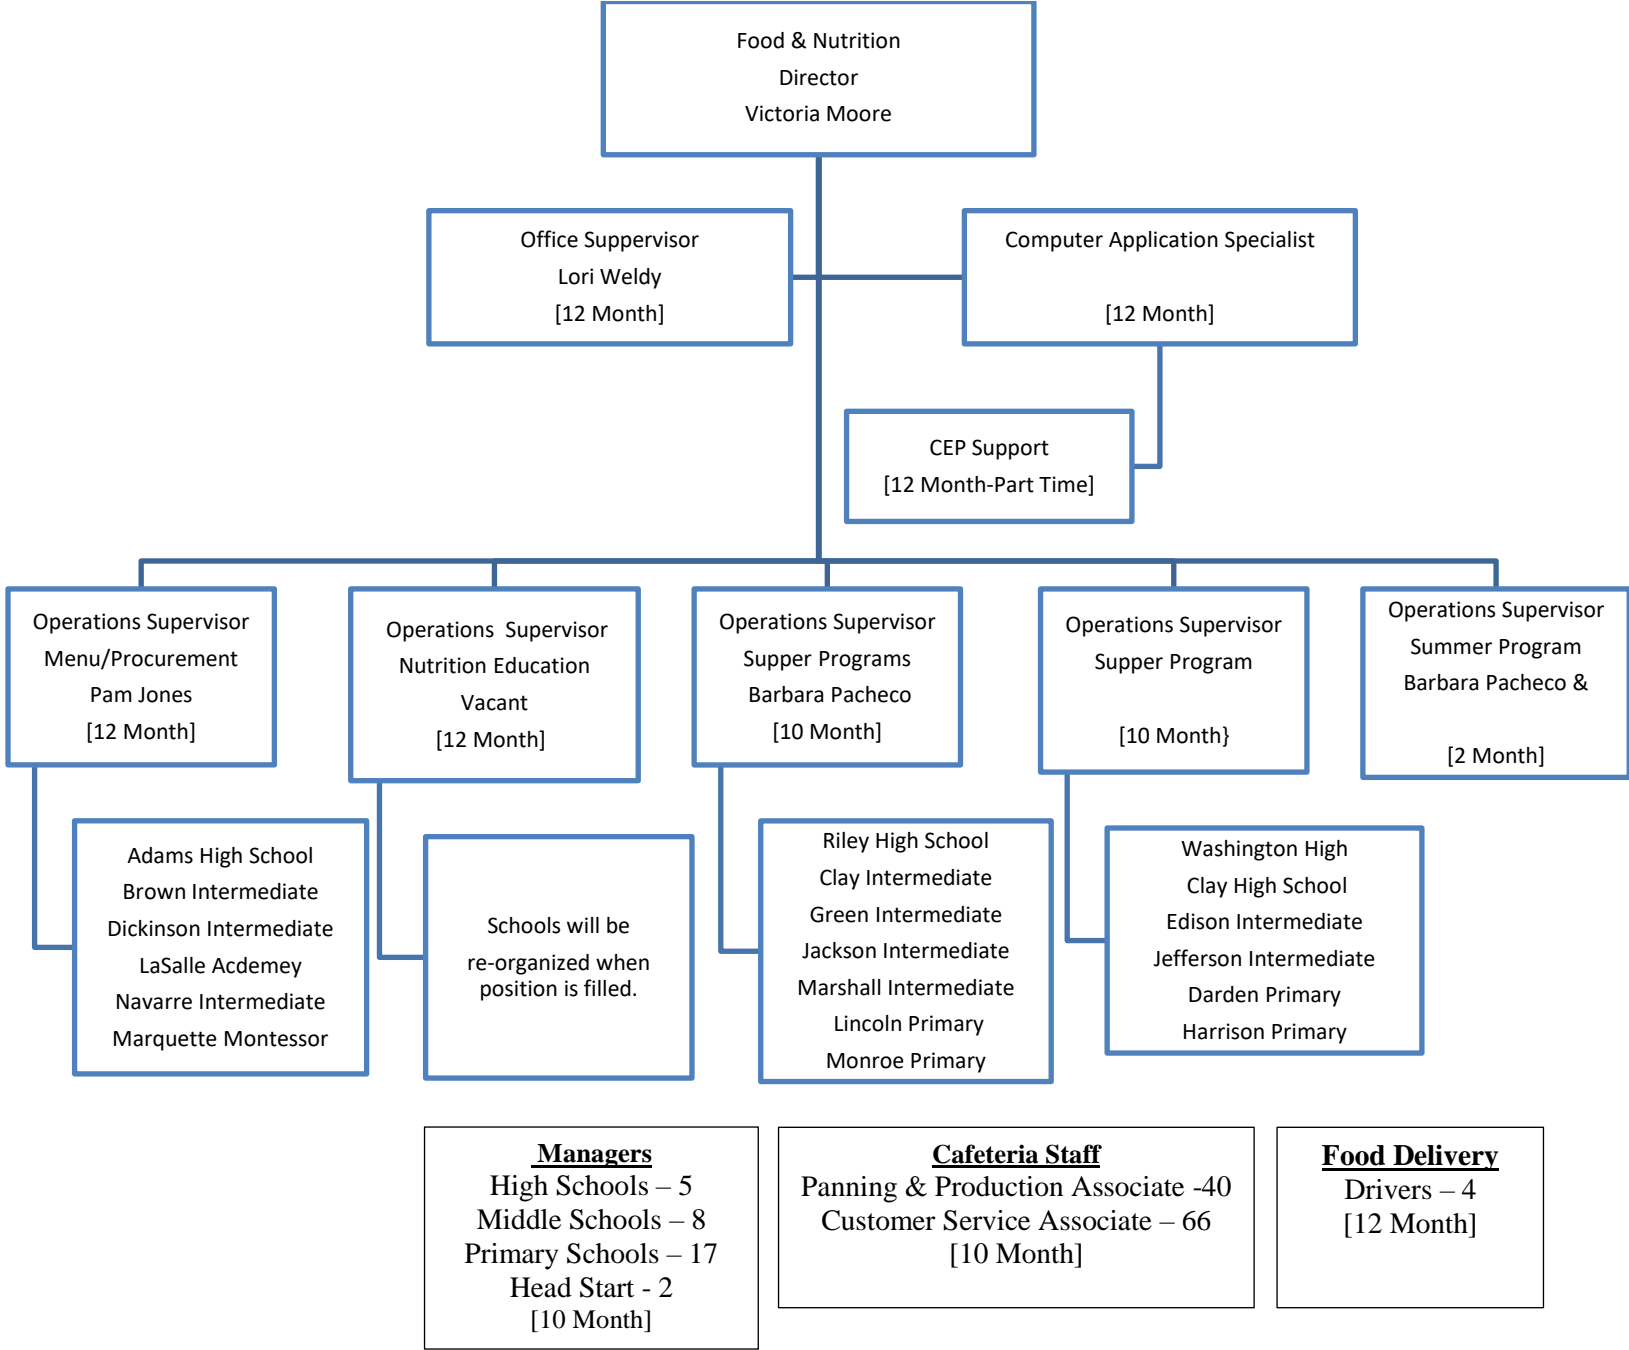 Food & Nutrition
Director
Victoria Moore
Office Suppervisor
Lori Weldy
[12 Month]
Computer Application Specialist
[12 Month]
CEP Support
[12 Month-Part Time]
Operations Supervisor
Menu/Procurement
Pam Jones
[12 Month]
Operations  Supervisor
Nutrition Education
Vacant
[12 Month]
Operations Supervisor
Supper Programs
Barbara Pacheco
[10 Month]
Operations Supervisor
Supper Program
[10 Month}
Operations Supervisor
Summer Program
Barbara Pacheco &
[2 Month]
Adams High School
Brown Intermediate
Dickinson Intermediate
LaSalle Acdemey
Navarre Intermediate
Marquette Montessor
Schools will be
re-organized when
position is filled.
Riley High School
Clay Intermediate
Green Intermediate
Jackson Intermediate
Marshall Intermediate
Lincoln Primary
Monroe Primary
Washington High
Clay High School
Edison Intermediate
Jefferson Intermediate
Darden Primary
Harrison Primary
Managers
High Schools – 5
Middle Schools – 8
Primary Schools – 17
Head Start - 2
[10 Month]
Cafeteria Staff
Panning & Production Associate -40
Customer Service Associate – 66
[10 Month]
Food Delivery
Drivers – 4
[12 Month]